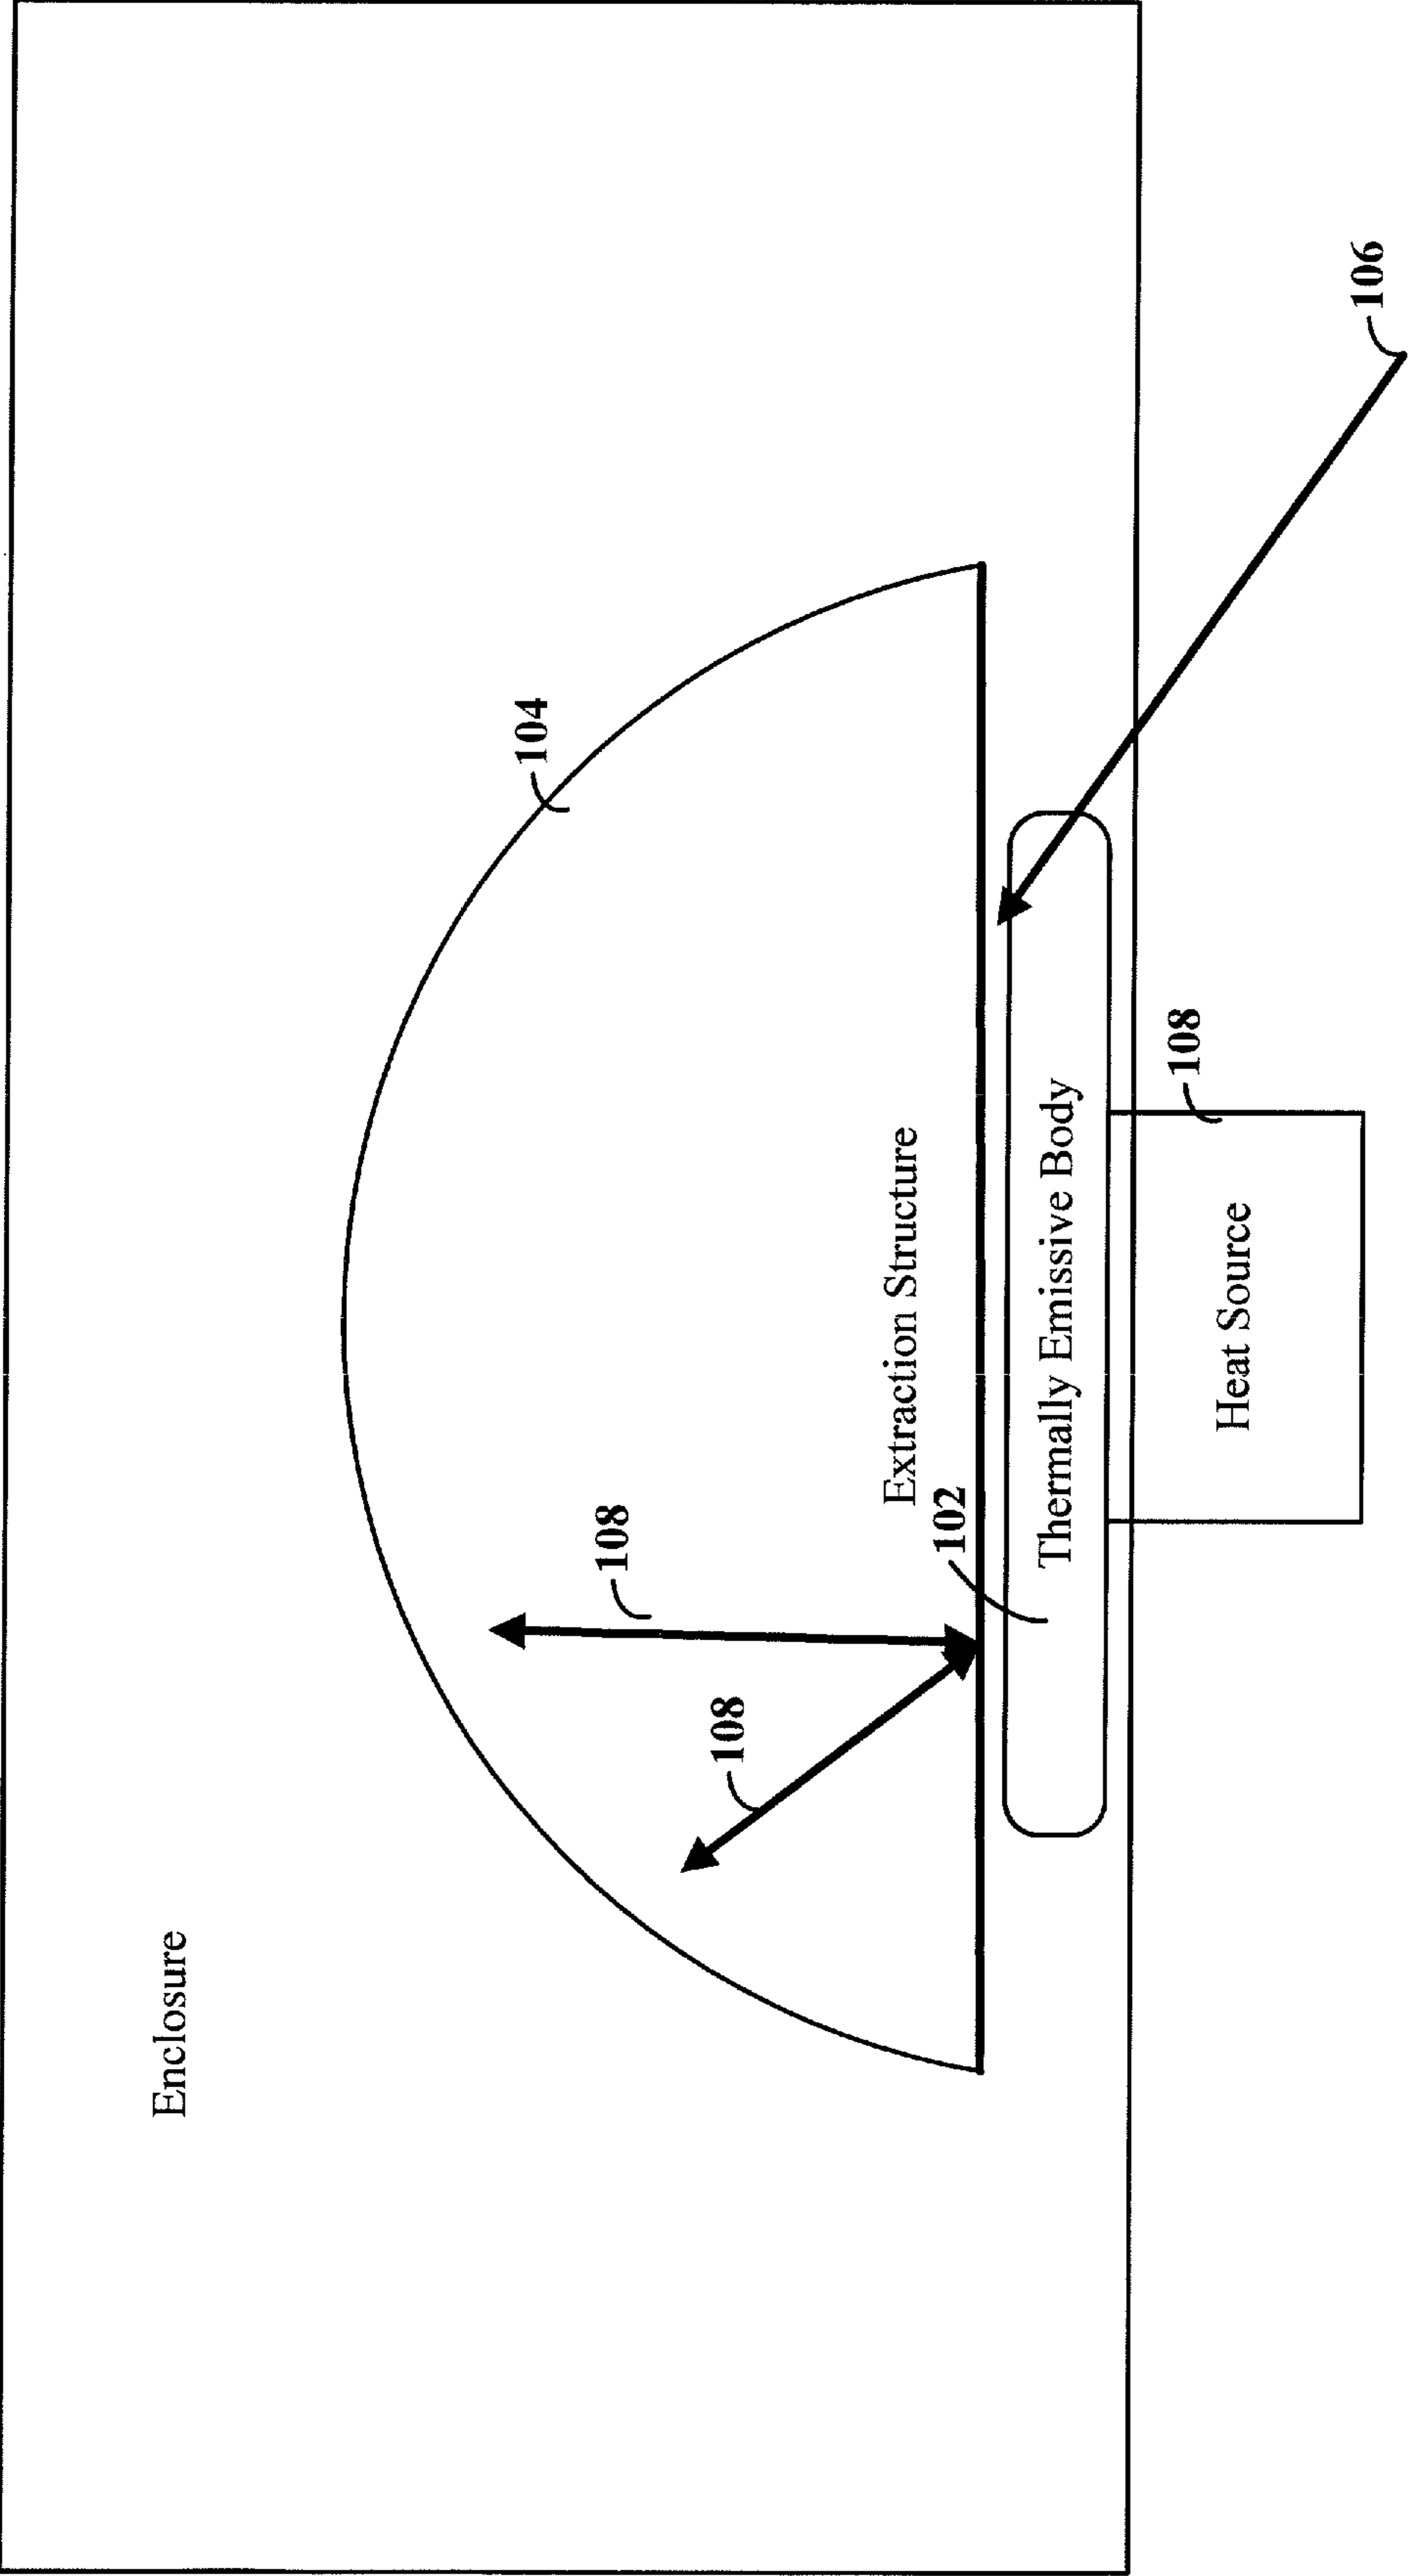 Enclosure
104
108
108
Extraction Structure
102
Thermally Emissive Body
106
108
Heat Source